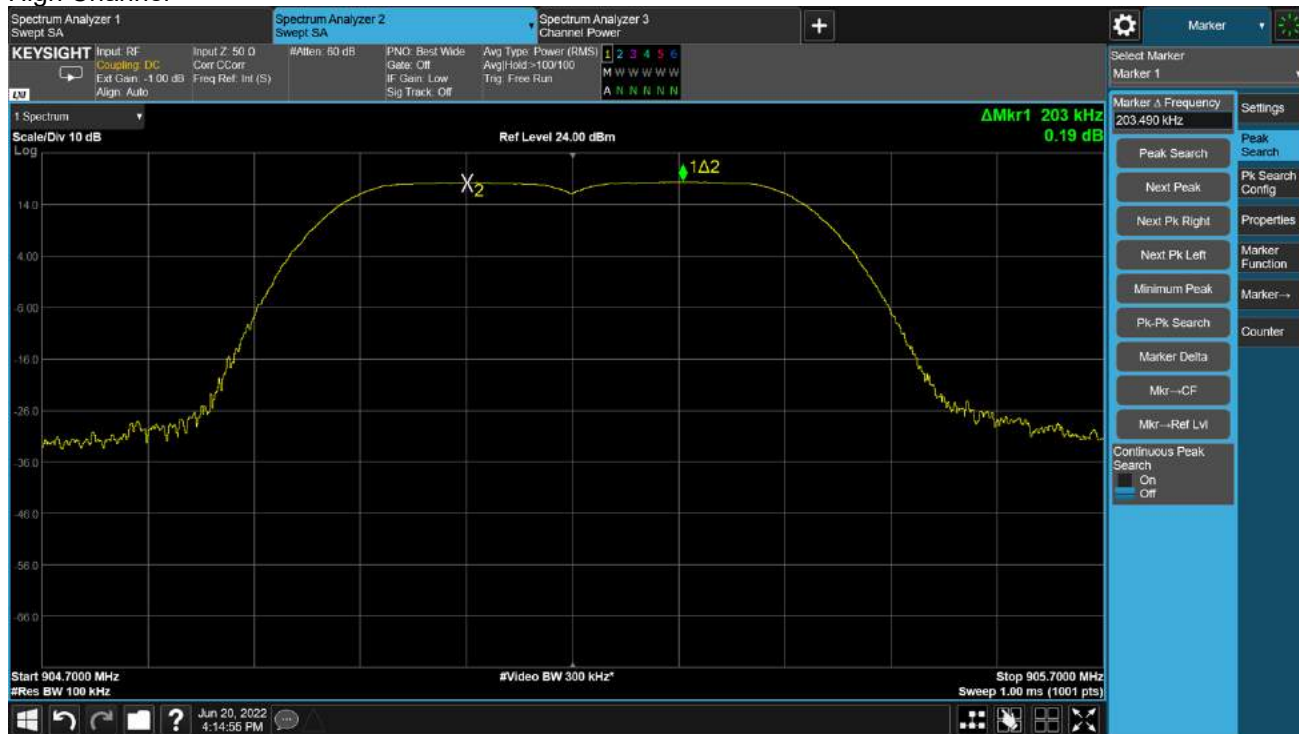 High Channel
Spectrum Analyzer 1
Swept SA
Spectrum Analyzer 2
Swept SA
Spectrum Analyzer 3
Channel Power
+
Marker
KEYSIGHT
Input: RF
Coupling: DC
Ext Gain: -1.00 dB
Align: Auto
Input Z: 50 Ω
Corr CCorr
Freq Ref: Int (S)
#Atten: 60 dB
PNO: Best Wide
Gate: Off
IF Gain: Low
Sig Track: Off
Avg Type: Power (RMS)
Avg|Hold:>100/100
Trig: Free Run
1 2 3 4 5 6
M W W W W W
A N N N N N
LXI
Select Marker
Marker 1
1 Spectrum
Scale/Div 10 dB
Log
Ref Level 24.00 dBm
ΔMkr1 203 kHz
0.19 dB
X2
1Δ2
14.0
4.00
-6.00
-16.0
-26.0
-36.0
-46.0
-56.0
-66.0
Start 904.7000 MHz
#Res BW 100 kHz
#Video BW 300 kHz*
Stop 905.7000 MHz
Sweep 1.00 ms (1001 pts)
Marker Δ Frequency
203.490 kHz
Peak Search
Next Peak
Next Pk Right
Next Pk Left
Minimum Peak
Pk-Pk Search
Marker Delta
Mkr→CF
Mkr→Ref Lvl
Continuous Peak
Search
On
Off
Settings
Peak
Search
Pk Search
Config
Properties
Marker
Function
Marker→
Counter
?
Jun 20, 2022
4:14:55 PM